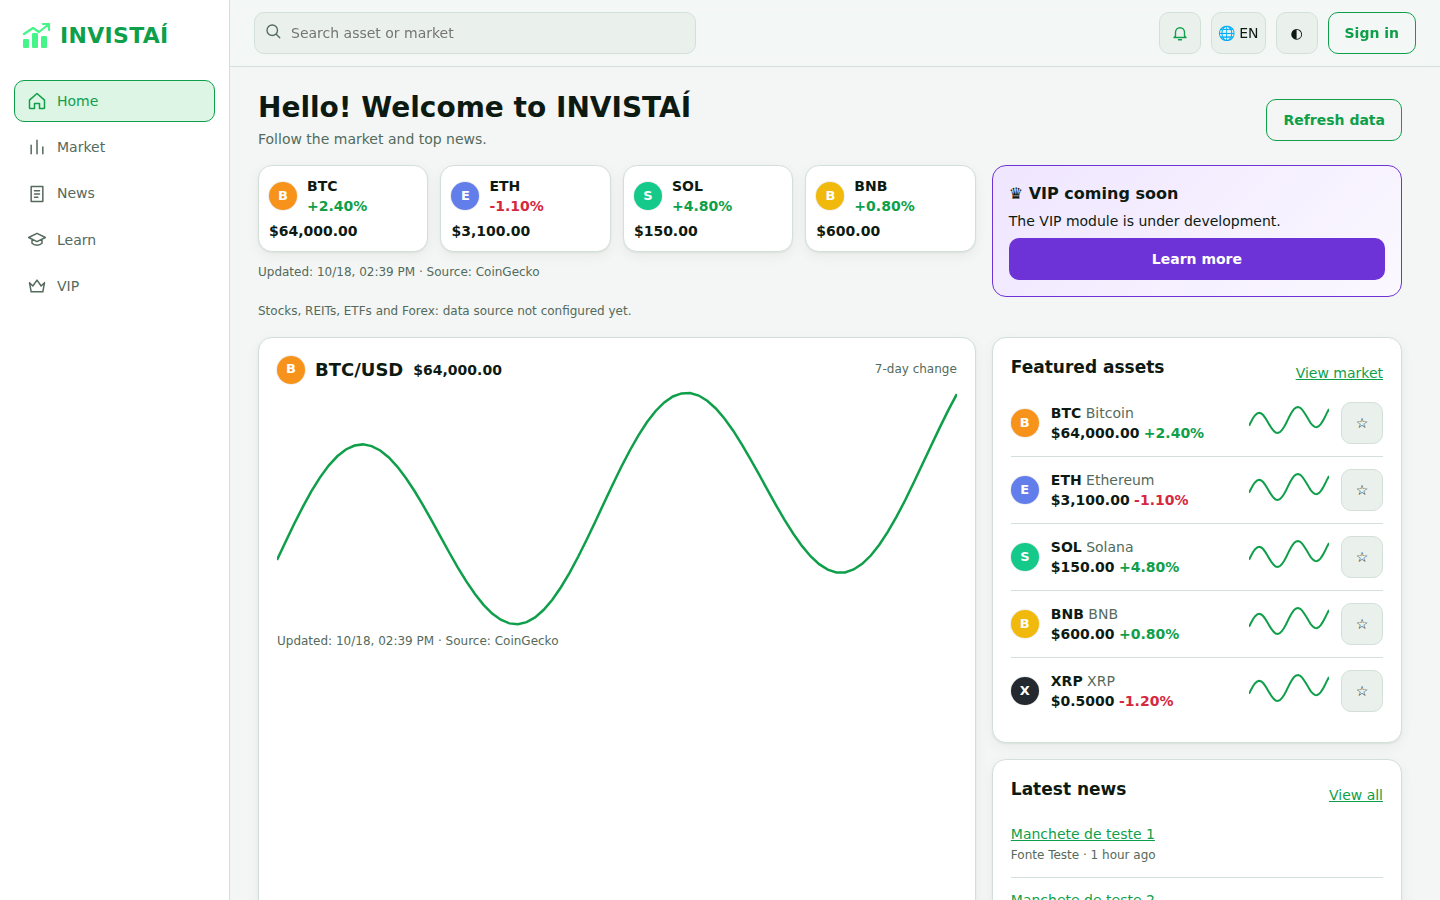 INVISTAÍ
Home
Market
News
Learn
VIP
Search asset or market
🌐 EN
Sign in
Hello! Welcome to INVISTAÍ
Follow the market and top news.
Refresh data
B
BTC
+2.40%
$64,000.00
E
ETH
-1.10%
$3,100.00
S
SOL
+4.80%
$150.00
B
BNB
+0.80%
$600.00
Updated: 10/18, 02:39 PM · Source: CoinGecko
Stocks, REITs, ETFs and Forex: data source not configured yet.
♛ VIP coming soon
The VIP module is under development.
Learn more
B
BTC/USD $64,000.00
7-day change
Updated: 10/18, 02:39 PM · Source: CoinGecko
Featured assets
View market
B
BTC Bitcoin
$64,000.00 +2.40%
E
ETH Ethereum
$3,100.00 -1.10%
S
SOL Solana
$150.00 +4.80%
B
BNB BNB
$600.00 +0.80%
X
XRP XRP
$0.5000 -1.20%
Latest news
View all
Manchete de teste 1
Fonte Teste · 1 hour ago
Manchete de teste 2